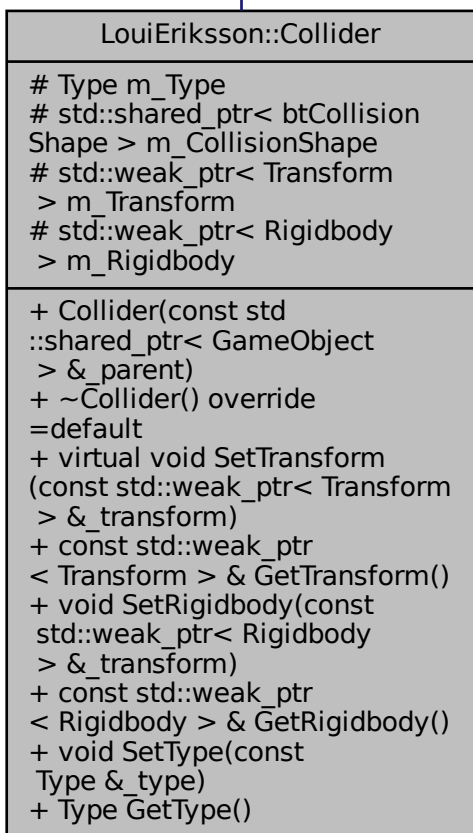 LouiEriksson::Collider
# Type m_Type
# std::shared_ptr< btCollision
Shape > m_CollisionShape
# std::weak_ptr< Transform
 > m_Transform
# std::weak_ptr< Rigidbody
 > m_Rigidbody
+ Collider(const std
::shared_ptr< GameObject
 > &_parent)
+ ~Collider() override
=default
+ virtual void SetTransform
(const std::weak_ptr< Transform
 > &_transform)
+ const std::weak_ptr
< Transform > & GetTransform()
+ void SetRigidbody(const
 std::weak_ptr< Rigidbody
 > &_transform)
+ const std::weak_ptr
< Rigidbody > & GetRigidbody()
+ void SetType(const
 Type &_type)
+ Type GetType()